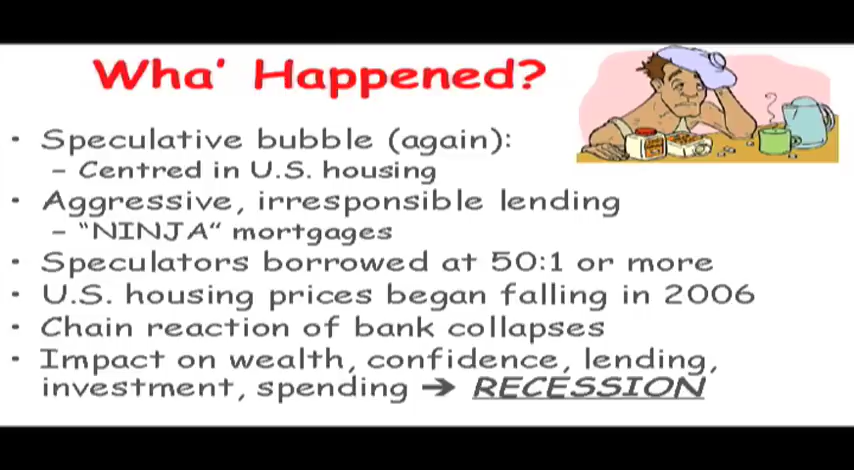 Wha' Happened?
• Speculative bubble (again):
– Centred in U.S. housing
• Aggressive, irresponsible lending
– “NINJA” mortgages
• Speculators borrowed at 50:1 or more
• U.S. housing prices began falling in 2006
• Chain reaction of bank collapses
• Impact on wealth, confidence, lending,
investment, spending ➔ RECESSION